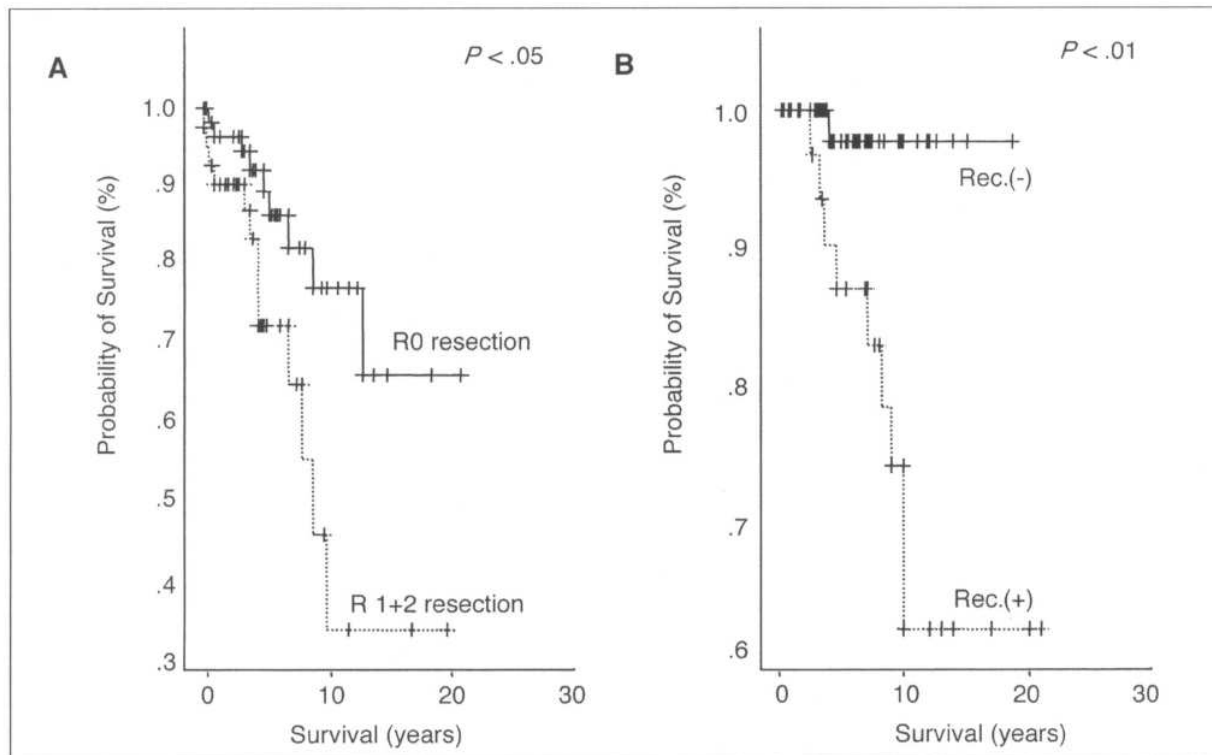 A
P < .05
Probability of Survival (%)
1.0
.9
.8
.7
.6
.5
.4
.3
R0 resection
R 1+2 resection
0
10
20
30
Survival (years)
B
P < .01
Probability of Survival (%)
1.0
.9
.8
.7
.6
Rec.(-)
Rec.(+)
0
10
20
30
Survival (years)